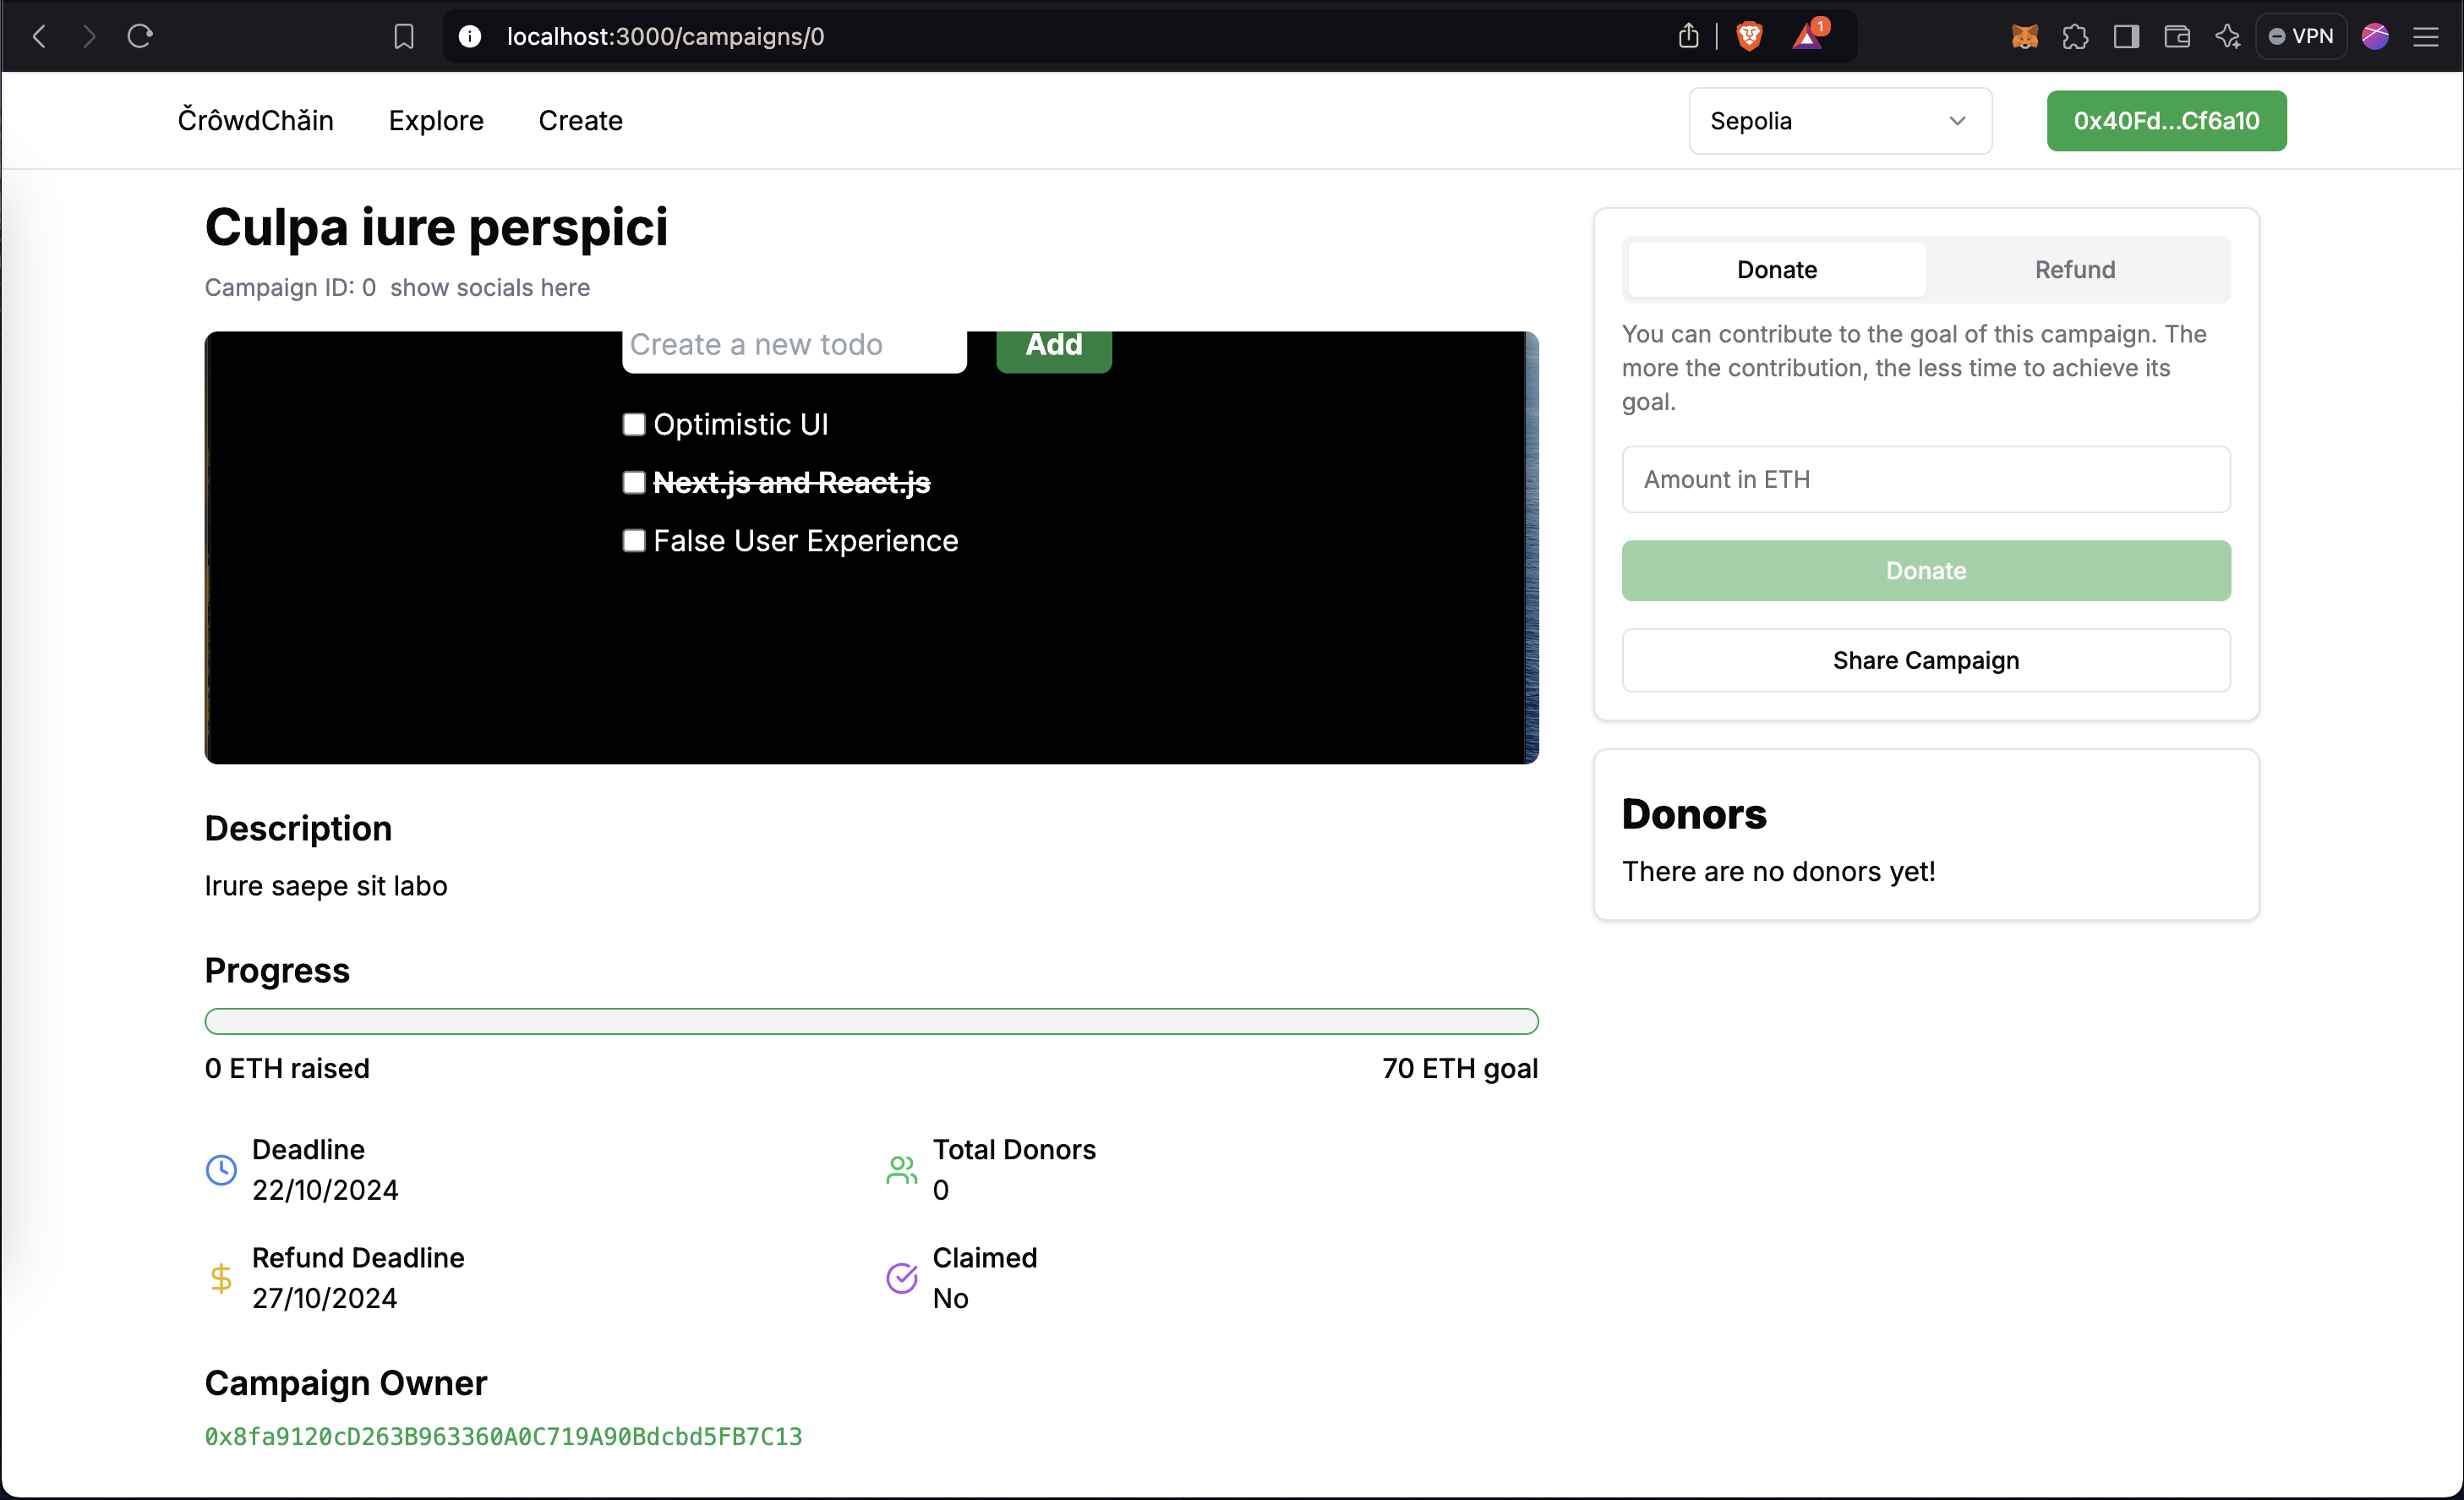 localhost:3000/campaigns/0
1
VPN
ČrôwdChǎin Explore Create
Sepolia
0x40Fd...Cf6a10
Culpa iure perspici
Campaign ID: 0 show socials here
Create a new todo
Add
Optimistic UI
Next.js and React.js
False User Experience
Description
Irure saepe sit labo
Progress
0 ETH raised
70 ETH goal
Deadline
22/10/2024
Total Donors
0
Refund Deadline
27/10/2024
Claimed
No
Campaign Owner
0x8fa9120cD263B963360A0C719A90Bdcbd5FB7C13
Donate
Refund
You can contribute to the goal of this campaign. The
more the contribution, the less time to achieve its
goal.
Amount in ETH
Donate
Share Campaign
Donors
There are no donors yet!